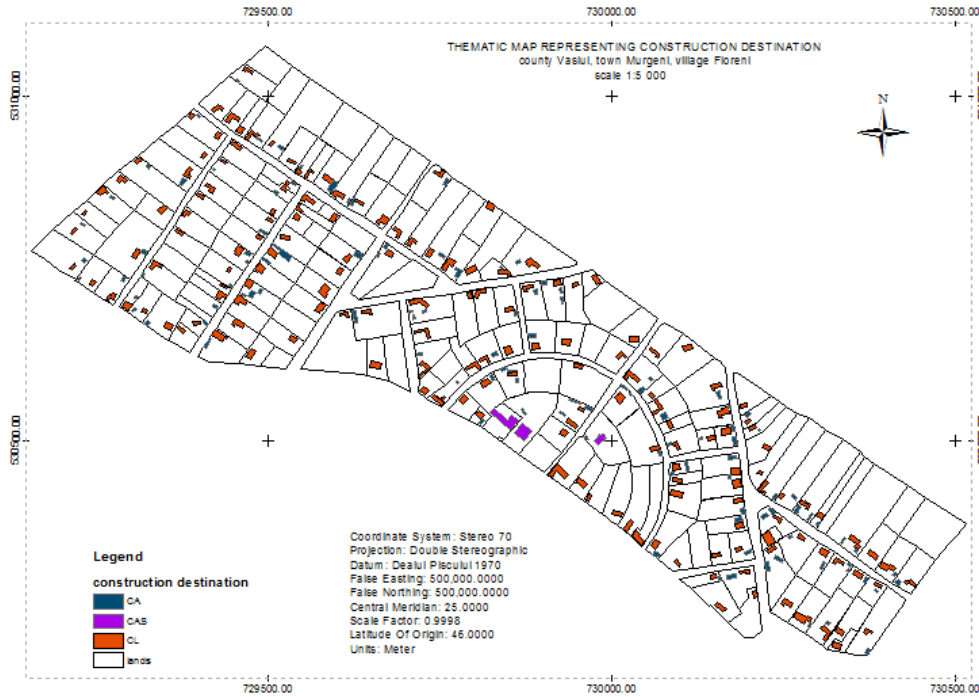 729500.00 730000.00 730500.00
THEMATIC MAP REPRESENTING CONSTRUCTION DESTINATION
county Vaslui, town Murgeni, village Floreni
scale 1:5 000
N
Legend
construction destination
CA
CAS
CL
lands
Coordinate System: Stereo 70
Projection: Double Stereographic
Datum: Dealul Piscului 1970
False Easting: 500,000.0000
False Northing: 500,000.0000
Central Meridian: 25.0000
Scale Factor: 0.9998
Latitude Of Origin: 46.0000
Units: Meter
729500.00 730000.00 730500.00